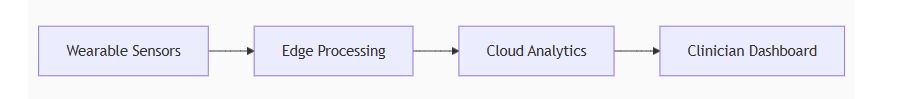 Wearable Sensors
Edge Processing
Cloud Analytics
Clinician Dashboard